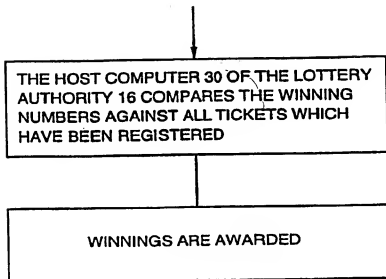 THE HOST COMPUTER 30 OF THE LOTTERY
AUTHORITY 16 COMPARES THE WINNING
NUMBERS AGAINST ALL TICKETS WHICH
HAVE BEEN REGISTERED
WINNINGS ARE AWARDED